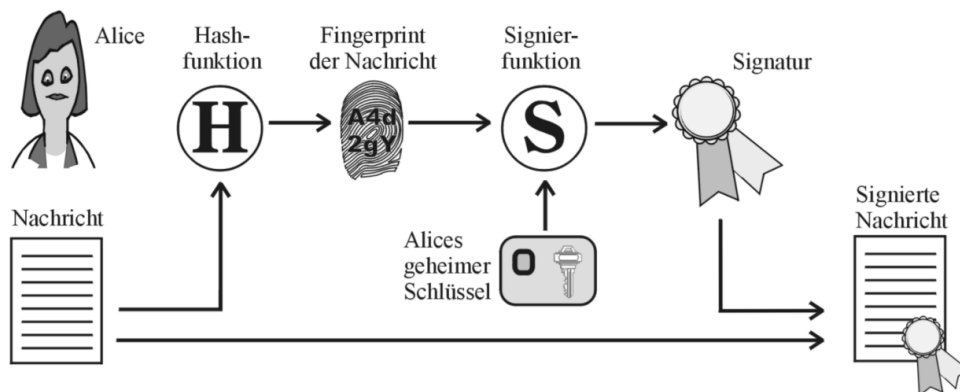 Alice
Hash-
funktion
Fingerprint
der Nachricht
Signier-
funktion
Signatur
H
A4d
2gY
S
Nachricht
Alices
geheimer
Schlüssel
Signierte
Nachricht